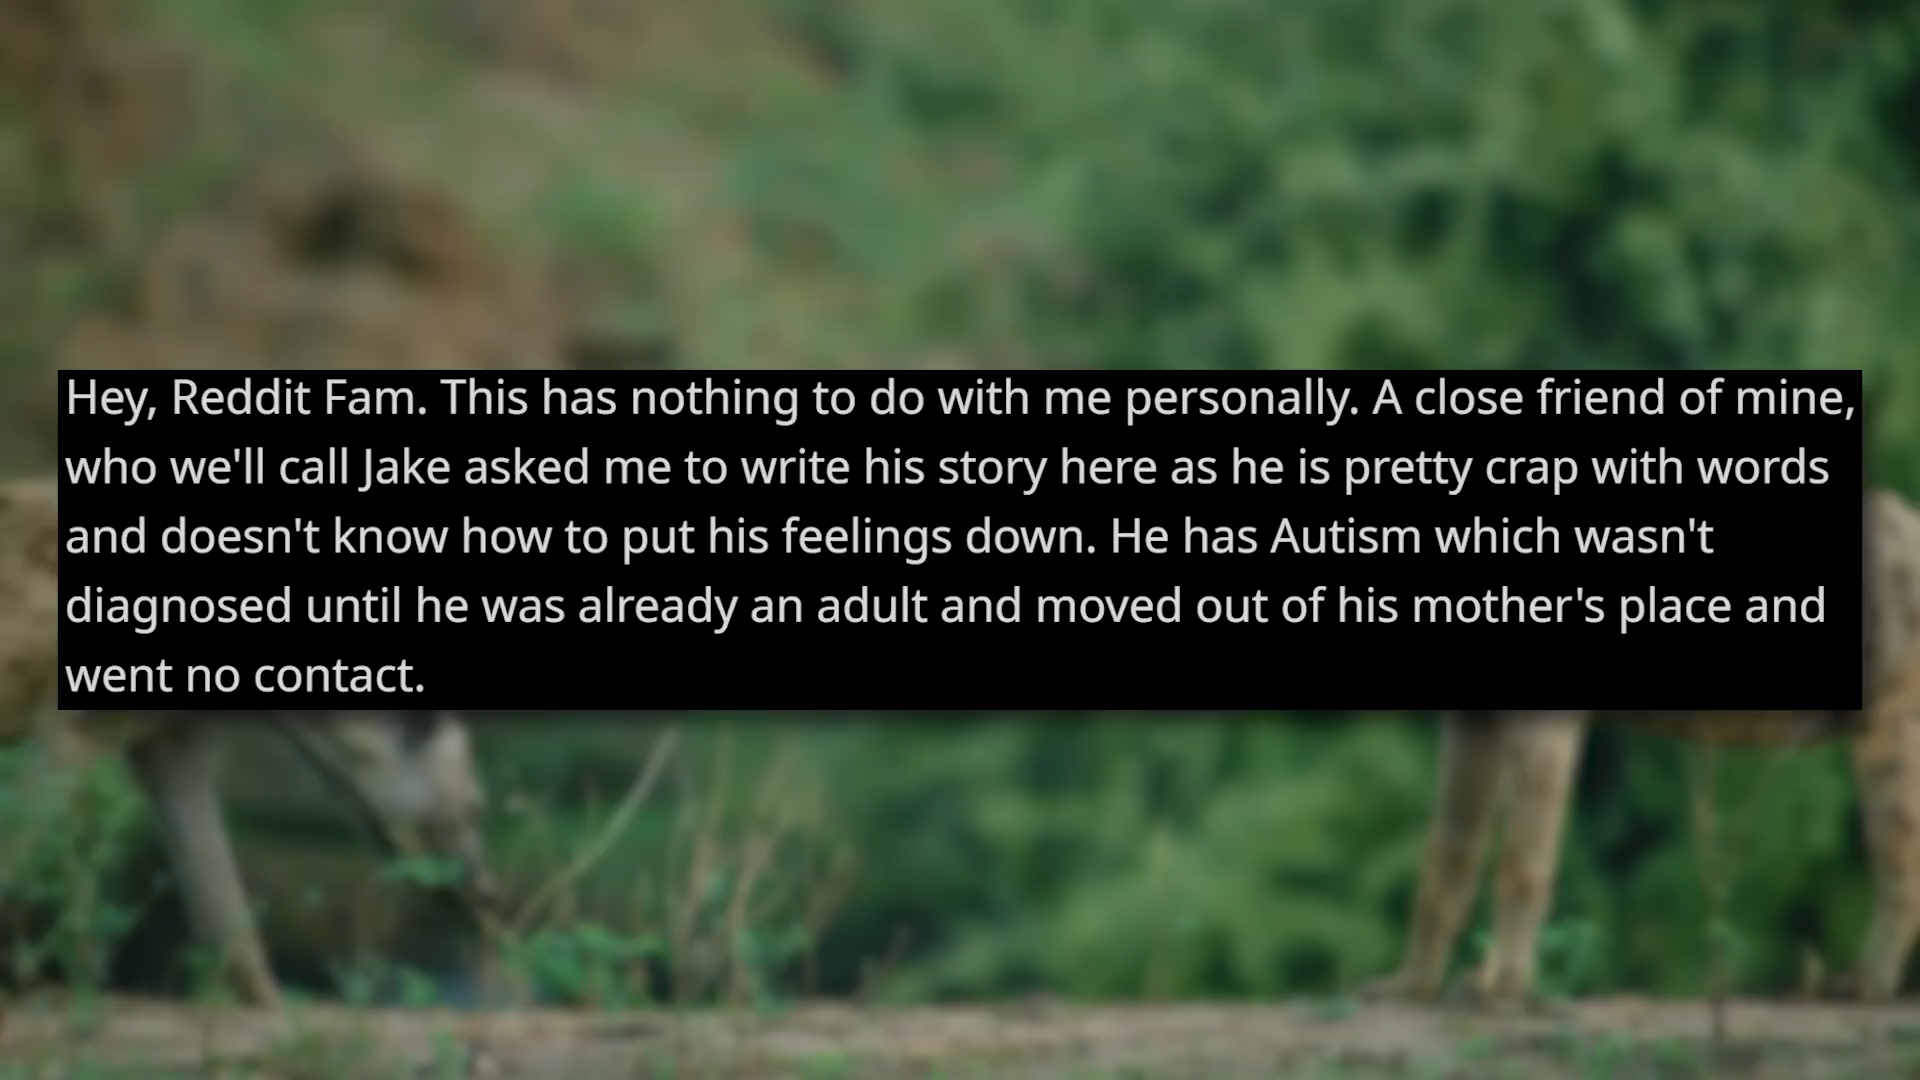 Hey, Reddit Fam. This has nothing to do with me personally. A close friend of mine,
who we'll call Jake asked me to write his story here as he is pretty crap with words
and doesn't know how to put his feelings down. He has Autism which wasn't
diagnosed until he was already an adult and moved out of his mother's place and
went no contact.